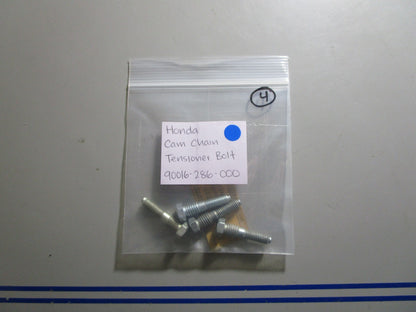 4
Honda
Cam Chain
Tensioner Bolt
90016-286-000